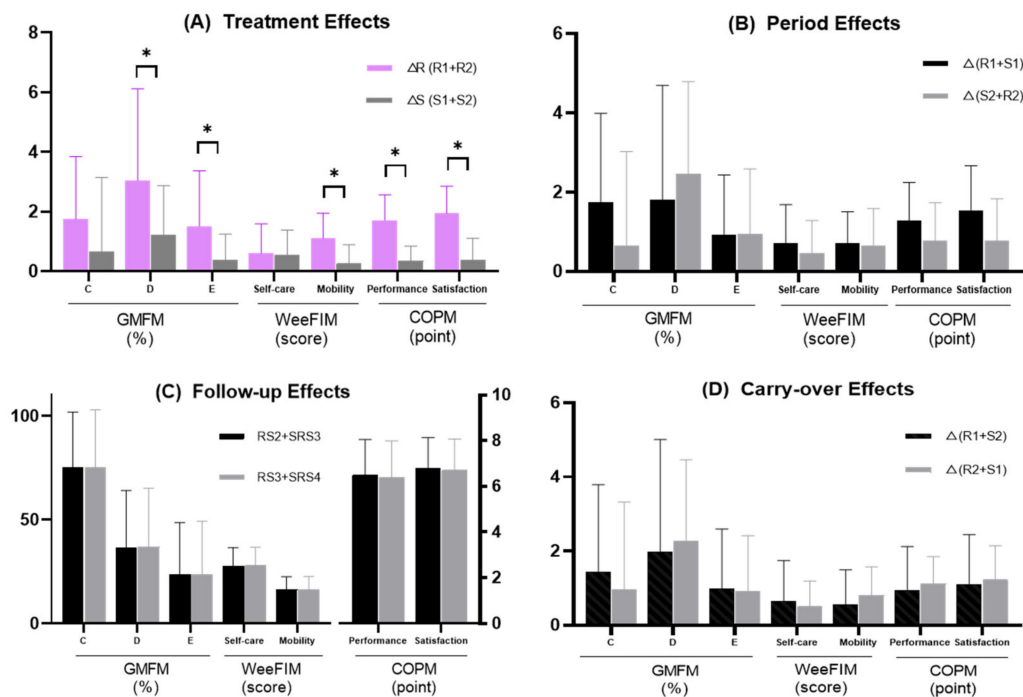 (A) Treatment Effects
8
6
4
2
0
*
*
*
*
*
ΔR (R1+R2)
ΔS (S1+S2)
C D E Self-care Mobility Performance Satisfaction
GMFM WeeFIM COPM
(%) (score) (point)
(B) Period Effects
6
4
2
0
△(R1+S1)
△(S2+R2)
C D E Self-care Mobility Performance Satisfaction
GMFM WeeFIM COPM
(%) (score) (point)
(C) Follow-up Effects
100
50
0
RS2+SRS3
RS3+SRS4
10
8
6
4
2
0
C D E Self-care Mobility Performance Satisfaction
GMFM WeeFIM COPM
(%) (score) (point)
(D) Carry-over Effects
6
4
2
0
△(R1+S2)
△(R2+S1)
C D E Self-care Mobility Performance Satisfaction
GMFM WeeFIM COPM
(%) (score) (point)